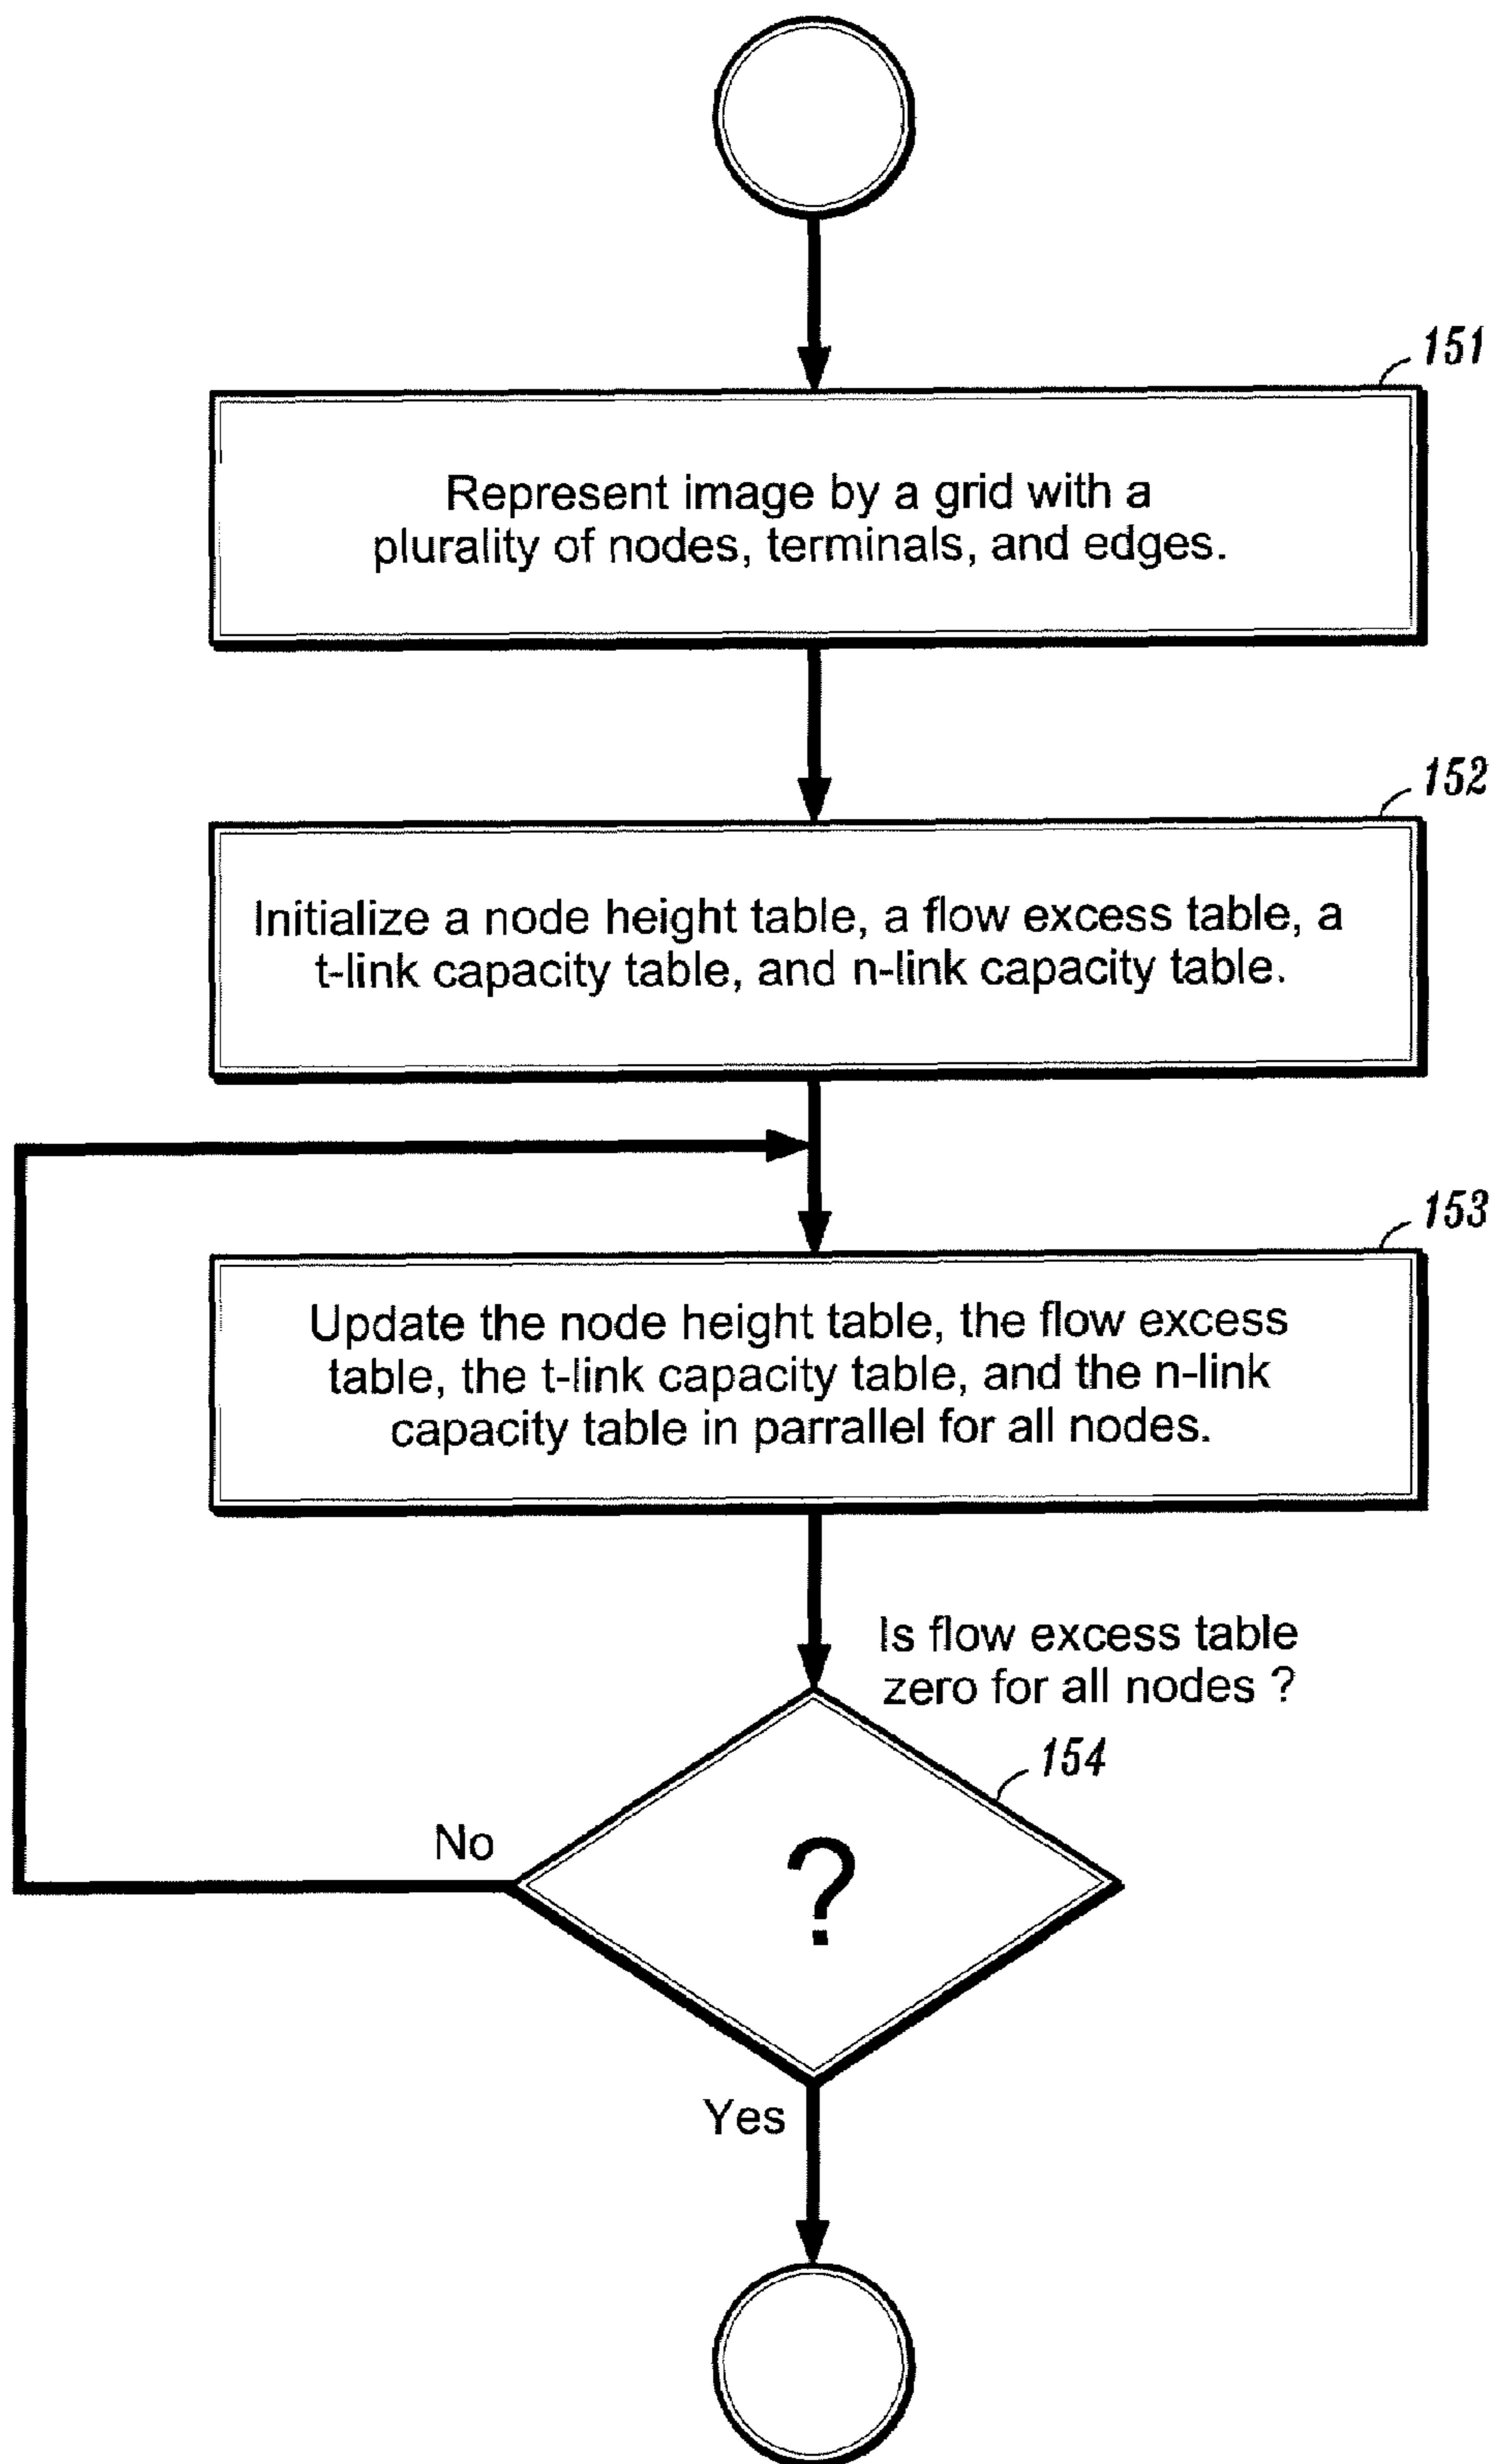 151
Represent image by a grid with a
plurality of nodes, terminals, and edges.
152
Initialize a node height table, a flow excess table, a
t-link capacity table, and n-link capacity table.
153
Update the node height table, the flow excess
table, the t-link capacity table, and the n-link
capacity table in parrallel for all nodes.
Is flow excess table
zero for all nodes ?
154
No
?
Yes